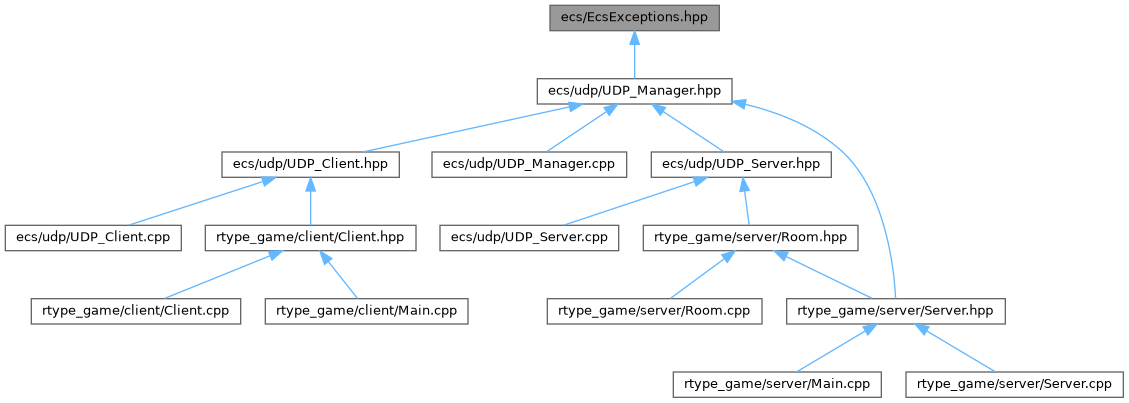 ecs/EcsExceptions.hpp
ecs/udp/UDP_Manager.hpp
ecs/udp/UDP_Client.hpp
ecs/udp/UDP_Manager.cpp
ecs/udp/UDP_Server.hpp
ecs/udp/UDP_Client.cpp
rtype_game/client/Client.hpp
ecs/udp/UDP_Server.cpp
rtype_game/server/Room.hpp
rtype_game/client/Client.cpp
rtype_game/client/Main.cpp
rtype_game/server/Room.cpp
rtype_game/server/Server.hpp
rtype_game/server/Main.cpp
rtype_game/server/Server.cpp